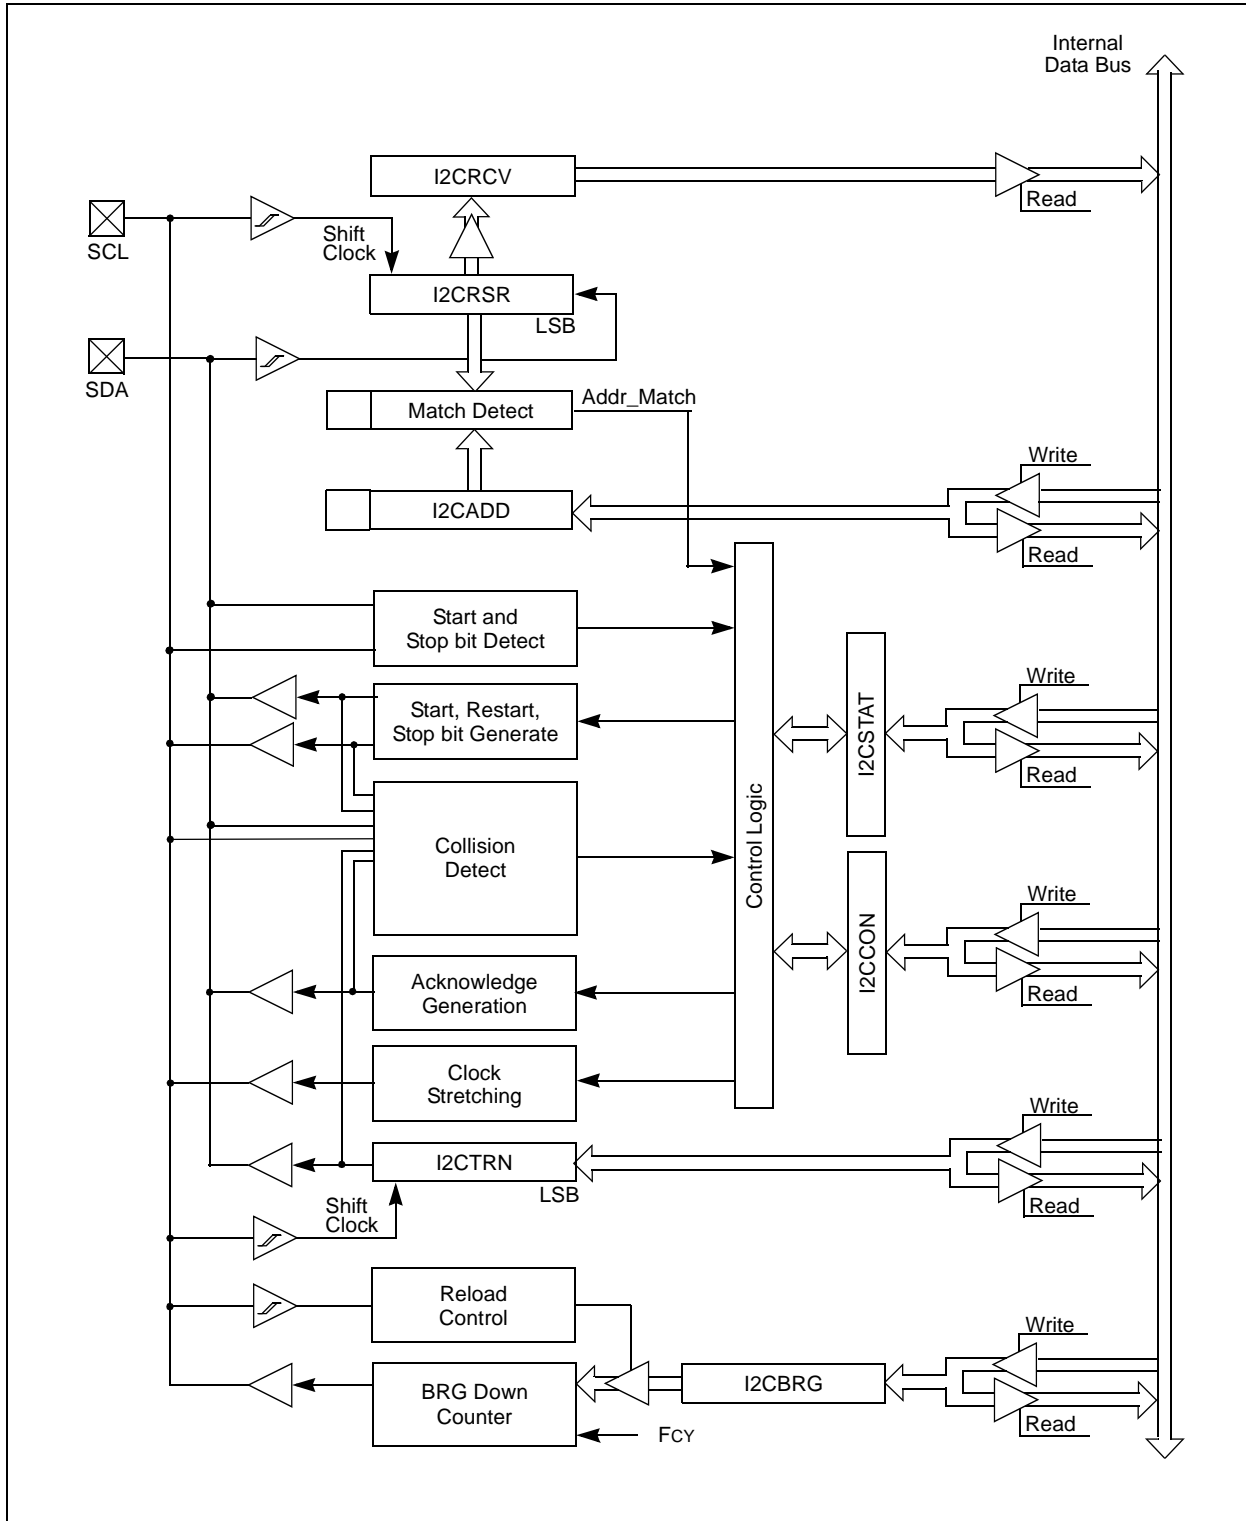 Internal
Data Bus
I2CRCV
Read
SCL
Shift
Clock
I2CRSR
LSB
SDA
Match Detect
Addr_Match
Write
I2CADD
Read
Start and
Stop bit Detect
Write
Start, Restart,
Stop bit Generate
I2CSTAT
Read
Collision
Detect
Control Logic
Write
I2CCON
Read
Acknowledge
Generation
Clock
Stretching
Write
I2CTRN
LSB
Read
Shift
Clock
Reload
Control
Write
I2CBRG
BRG Down
Counter
Read
FCY